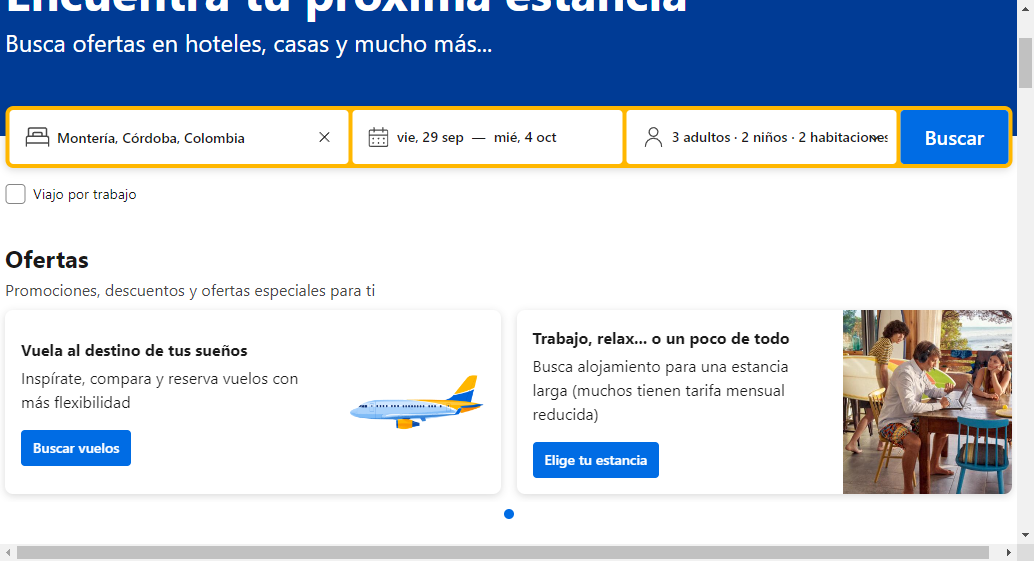 Encuentra tu próxima estancia
Busca ofertas en hoteles, casas y mucho más...
Montería, Córdoba, Colombia
vie, 29 sep — mié, 4 oct
3 adultos · 2 niños · 2 habitaciones
Buscar
Viajo por trabajo
Ofertas
Promociones, descuentos y ofertas especiales para ti
Vuela al destino de tus sueños
Inspírate, compara y reserva vuelos con
más flexibilidad
Buscar vuelos
Trabajo, relax... o un poco de todo
Busca alojamiento para una estancia
larga (muchos tienen tarifa mensual
reducida)
Elige tu estancia